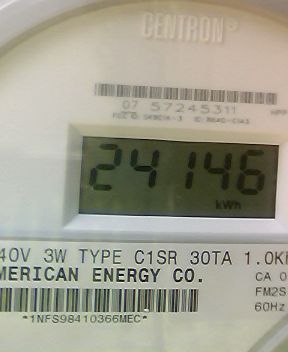 CENTRON®
07 57245311
24146
kWh
40V 3W TYPE C1SR 30TA 1.0K
MERICAN ENERGY CO.
CA 0
FM2S
60Hz
*1NFS98410366MEC*